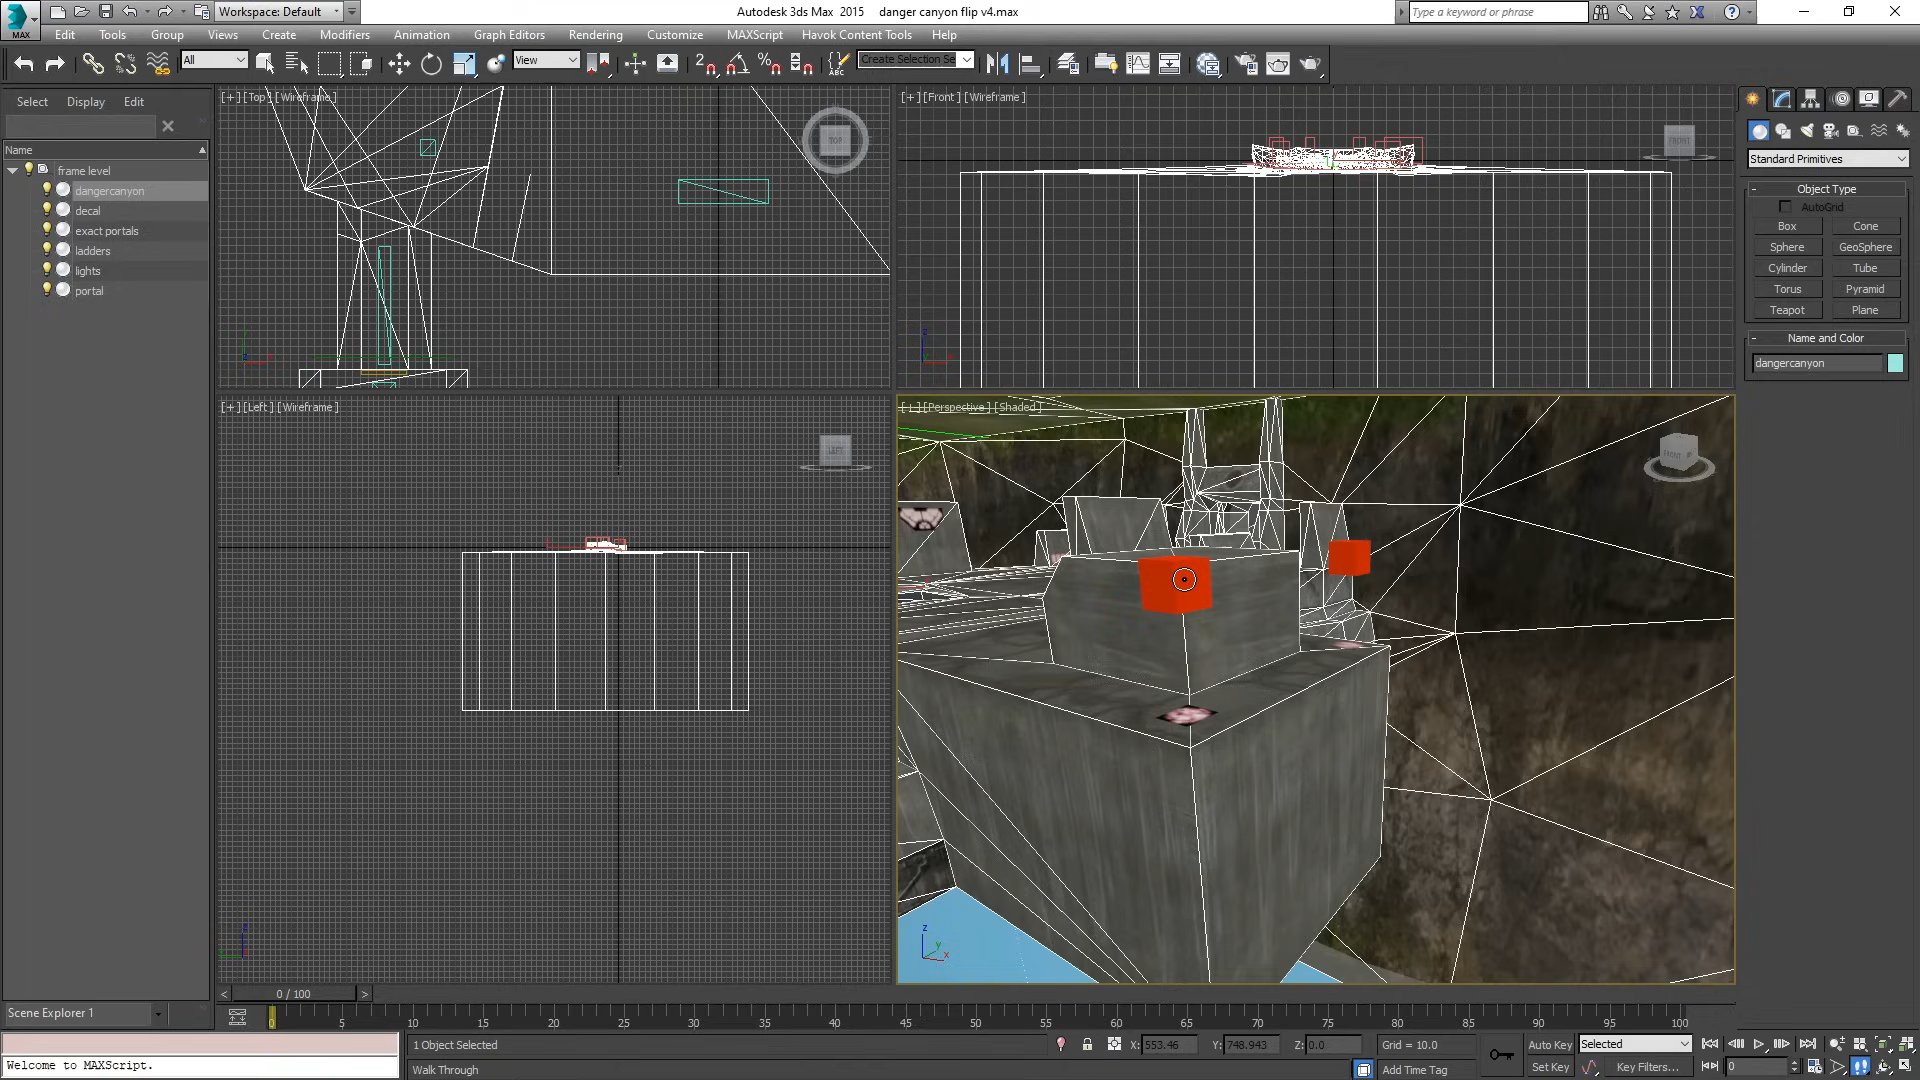 Workspace: Default
Autodesk 3ds Max 2015 danger canyon flip v4.max
Type a keyword or phrase
MAX
Edit Tools Group Views Create Modifiers Animation Graph Editors Rendering Customize MAXScript Havok Content Tools Help
All
View
Create Selection Se
Select Display Edit
Name
frame level
dangercanyon
decal
exact portals
ladders
lights
portal
[+] [Top] [Wireframe]
TOP
[+] [Front] [Wireframe]
FRONT
[+] [Left] [Wireframe]
LEFT
[+] [Perspective] [Shaded]
FRONT
Standard Primitives
Object Type
AutoGrid
Box Cone
Sphere GeoSphere
Cylinder Tube
Torus Pyramid
Teapot Plane
Name and Color
dangercanyon
z
y
x
< 0 / 100 >
Scene Explorer 1
0 5 10 15 20 25 30 35 40 45 50 55 60 65 70 75 80 85 90 95 100
1 Object Selected
X: 553.46 Y: 748.943 Z: 0.0
Grid = 10.0
Auto Key Selected
Welcome to MAXScript.
Walk Through
Add Time Tag
Set Key Key Filters...
0